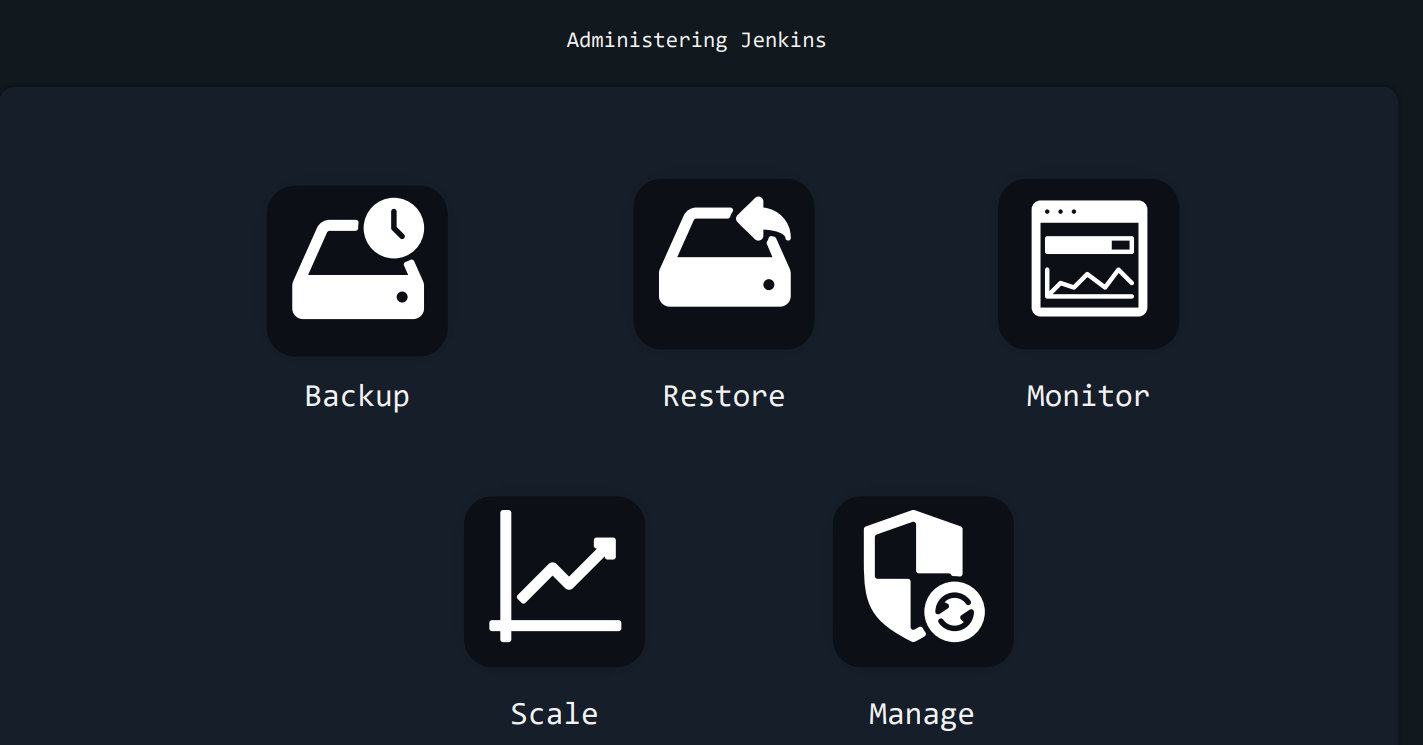 Administering Jenkins
Backup
Restore
Monitor
Scale
Manage